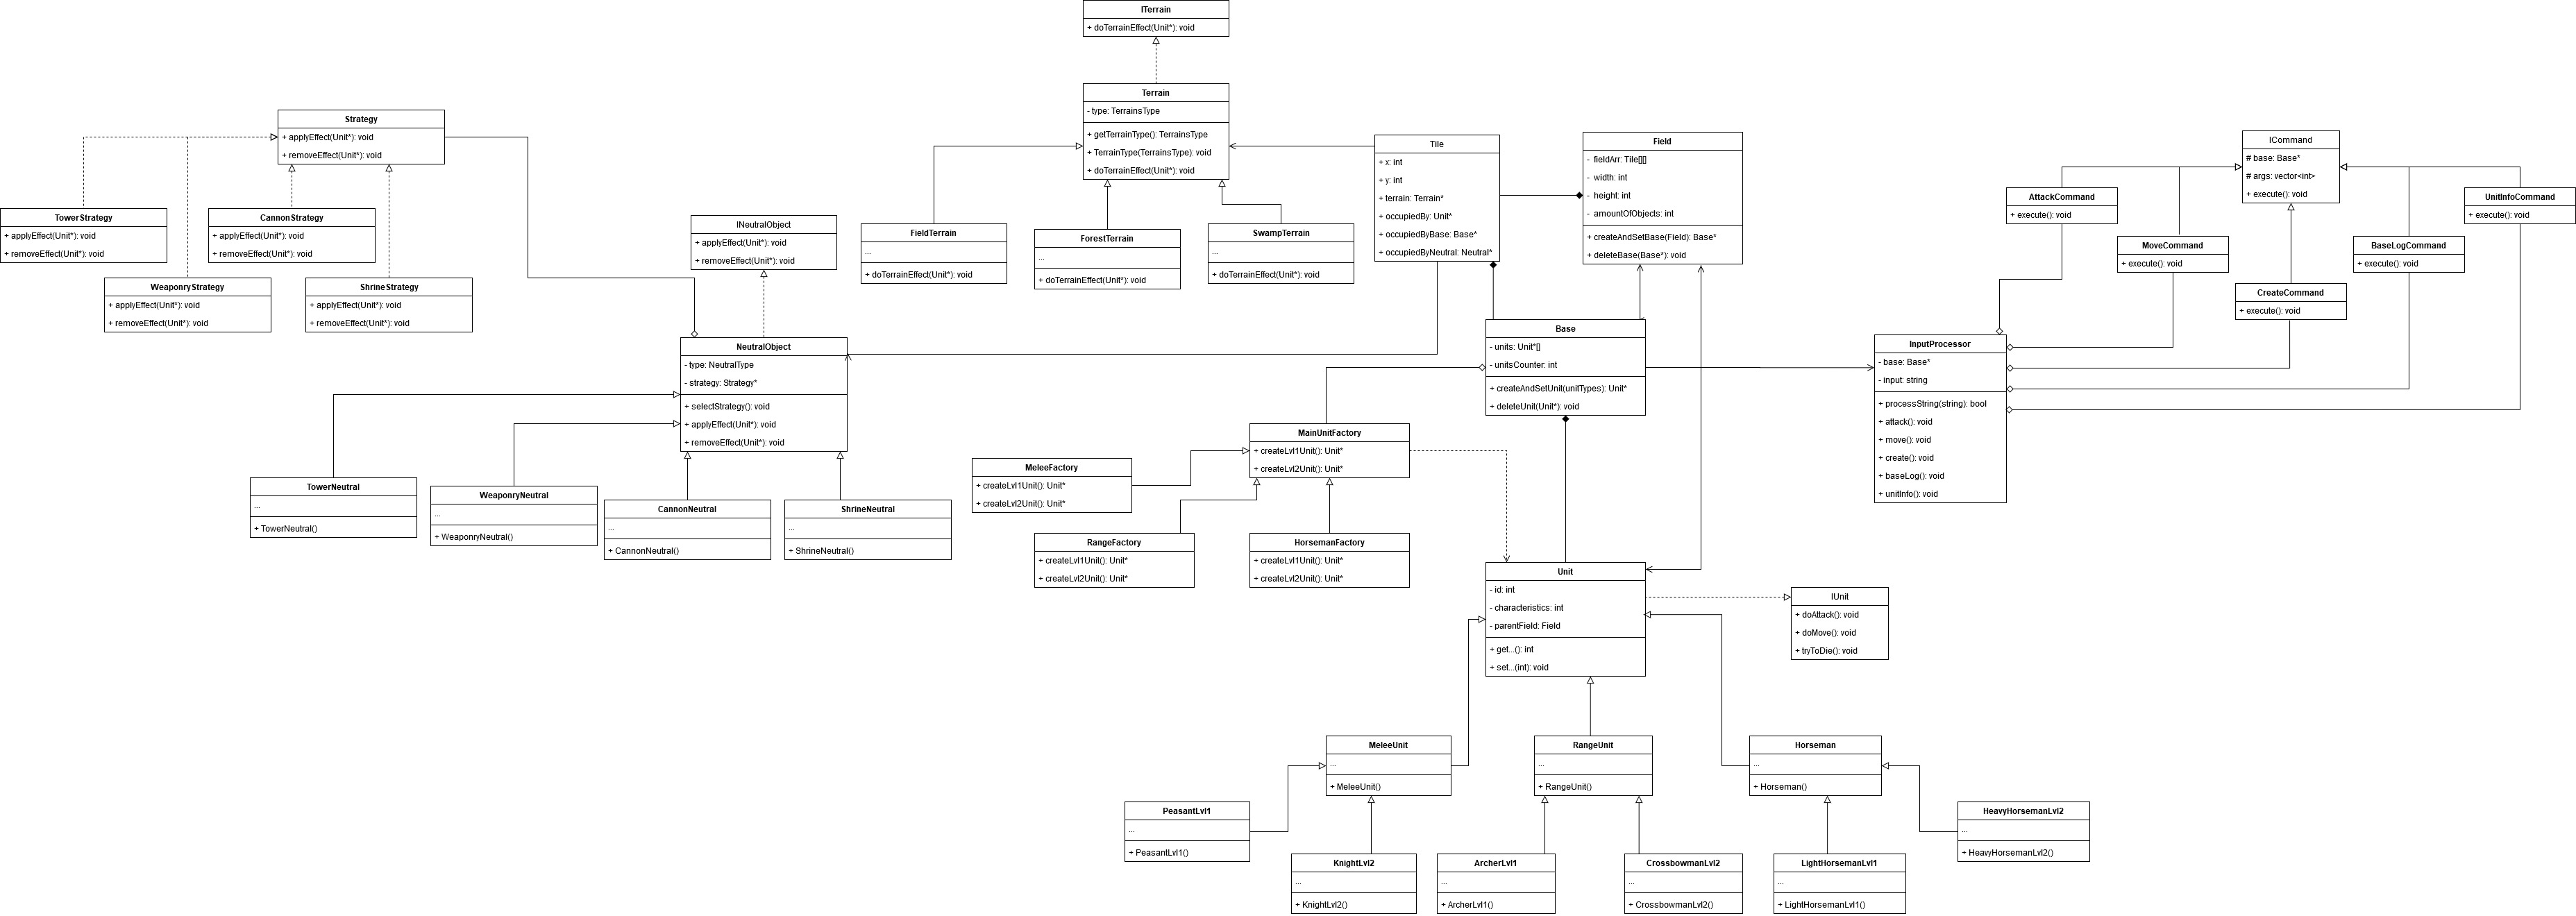 ITerrain
+ doTerrainEffect(Unit*): void
Terrain
- type: TerrainsType
+ getTerrainType(): TerrainsType
+ TerrainType(TerrainsType): void
+ doTerrainEffect(Unit*): void
Strategy
+ applyEffect(Unit*): void
+ removeEffect(Unit*): void
TowerStrategy
+ applyEffect(Unit*): void
+ removeEffect(Unit*): void
CannonStrategy
+ applyEffect(Unit*): void
+ removeEffect(Unit*): void
WeaponryStrategy
+ applyEffect(Unit*): void
+ removeEffect(Unit*): void
ShrineStrategy
+ applyEffect(Unit*): void
+ removeEffect(Unit*): void
INeutralObject
+ applyEffect(Unit*): void
+ removeEffect(Unit*): void
FieldTerrain
...
+ doTerrainEffect(Unit*): void
ForestTerrain
...
+ doTerrainEffect(Unit*): void
SwampTerrain
...
+ doTerrainEffect(Unit*): void
Tile
+ x: int
+ y: int
+ terrain: Terrain*
+ occupiedBy: Unit*
+ occupiedByBase: Base*
+ occupiedByNeutral: Neutral*
Field
- fieldArr: Tile[][]
- width: int
- height: int
- amountOfObjects: int
+ createAndSetBase(Field): Base*
+ deleteBase(Base*): void
ICommand
# base: Base*
# args: vector<int>
+ execute(): void
AttackCommand
+ execute(): void
UnitInfoCommand
+ execute(): void
MoveCommand
+ execute(): void
BaseLogCommand
+ execute(): void
CreateCommand
+ execute(): void
NeutralObject
- type: NeutralType
- strategy: Strategy*
+ selectStrategy(): void
+ applyEffect(Unit*): void
+ removeEffect(Unit*): void
Base
- units: Unit*[]
- unitsCounter: int
+ createAndSetUnit(unitTypes): Unit*
+ deleteUnit(Unit*): void
InputProcessor
- base: Base*
- input: string
+ processString(string): bool
+ attack(): void
+ move(): void
+ create(): void
+ baseLog(): void
+ unitInfo(): void
TowerNeutral
...
+ TowerNeutral()
WeaponryNeutral
...
+ WeaponryNeutral()
CannonNeutral
...
+ CannonNeutral()
ShrineNeutral
...
+ ShrineNeutral()
MainUnitFactory
+ createLvl1Unit(): Unit*
+ createLvl2Unit(): Unit*
MeleeFactory
+ createLvl1Unit(): Unit*
+ createLvl2Unit(): Unit*
RangeFactory
+ createLvl1Unit(): Unit*
+ createLvl2Unit(): Unit*
HorsemanFactory
+ createLvl1Unit(): Unit*
+ createLvl2Unit(): Unit*
Unit
- id: int
- characteristics: int
- parentField: Field
+ get...(): int
+ set...(int): void
IUnit
+ doAttack(): void
+ doMove(): void
+ tryToDie(): void
MeleeUnit
...
+ MeleeUnit()
RangeUnit
...
+ RangeUnit()
Horseman
...
+ Horseman()
PeasantLvl1
...
+ PeasantLvl1()
HeavyHorsemanLvl2
...
+ HeavyHorsemanLvl2()
KnightLvl2
...
+ KnightLvl2()
ArcherLvl1
...
+ ArcherLvl1()
CrossbowmanLvl2
...
+ CrossbowmanLvl2()
LightHorsemanLvl1
...
+ LightHorsemanLvl1()